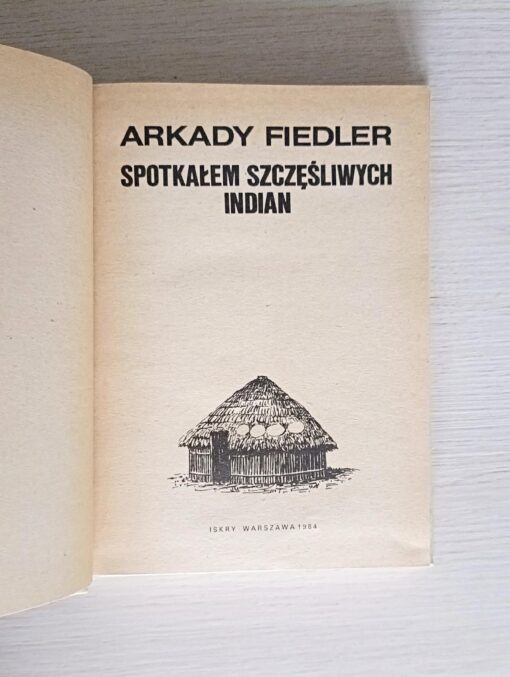 ARKADY FIEDLER
SPOTKAŁEM SZCZĘŚLIWYCH
INDIAN
ISKRY WARSZAWA 1984